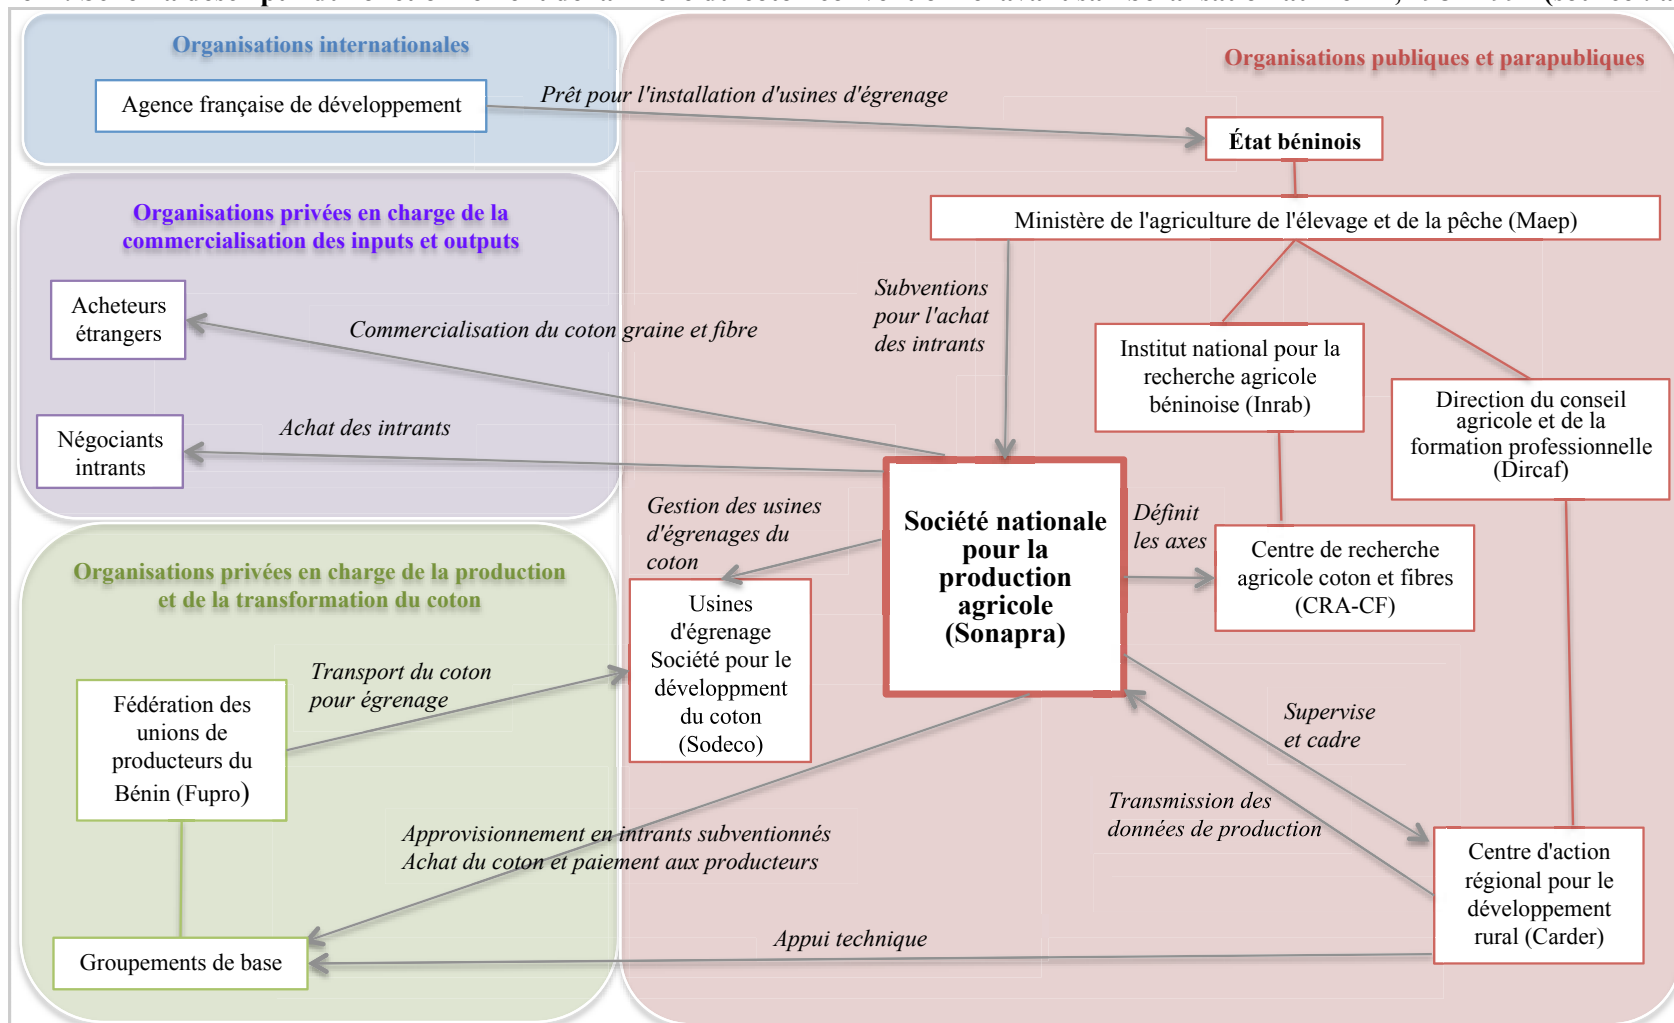 Organisations internationales
Agence française de développement
Prêt pour l'installation d'usines d'égrenage
Organisations publiques et parapubliques
État béninois
Ministère de l'agriculture de l'élevage et de la pêche (Maep)
Organisations privées en charge de la
commercialisation des inputs et outputs
Acheteurs
étrangers
Commercialisation du coton graine et fibre
Subventions
pour l'achat
des intrants
Institut national pour la
recherche agricole
béninoise (Inrab)
Direction du conseil
agricole et de la
formation professionnelle
(Dircaf)
Négociants
intrants
Achat des intrants
Gestion des usines
d'égrenages du
coton
Société nationale
pour la
production
agricole
(Sonapra)
Définit
les axes
Centre de recherche
agricole coton et fibres
(CRA-CF)
Organisations privées en charge de la production
et de la transformation du coton
Usines
d'égrenage
Société pour le
développment
du coton
(Sodeco)
Transport du coton
pour égrenage
Fédération des
unions de
producteurs du
Bénin (Fupro)
Supervise
et cadre
Transmission des
données de production
Approvisionnement en intrants subventionnés
Achat du coton et paiement aux producteurs
Centre d'action
régional pour le
développement
rural (Carder)
Appui technique
Groupements de base